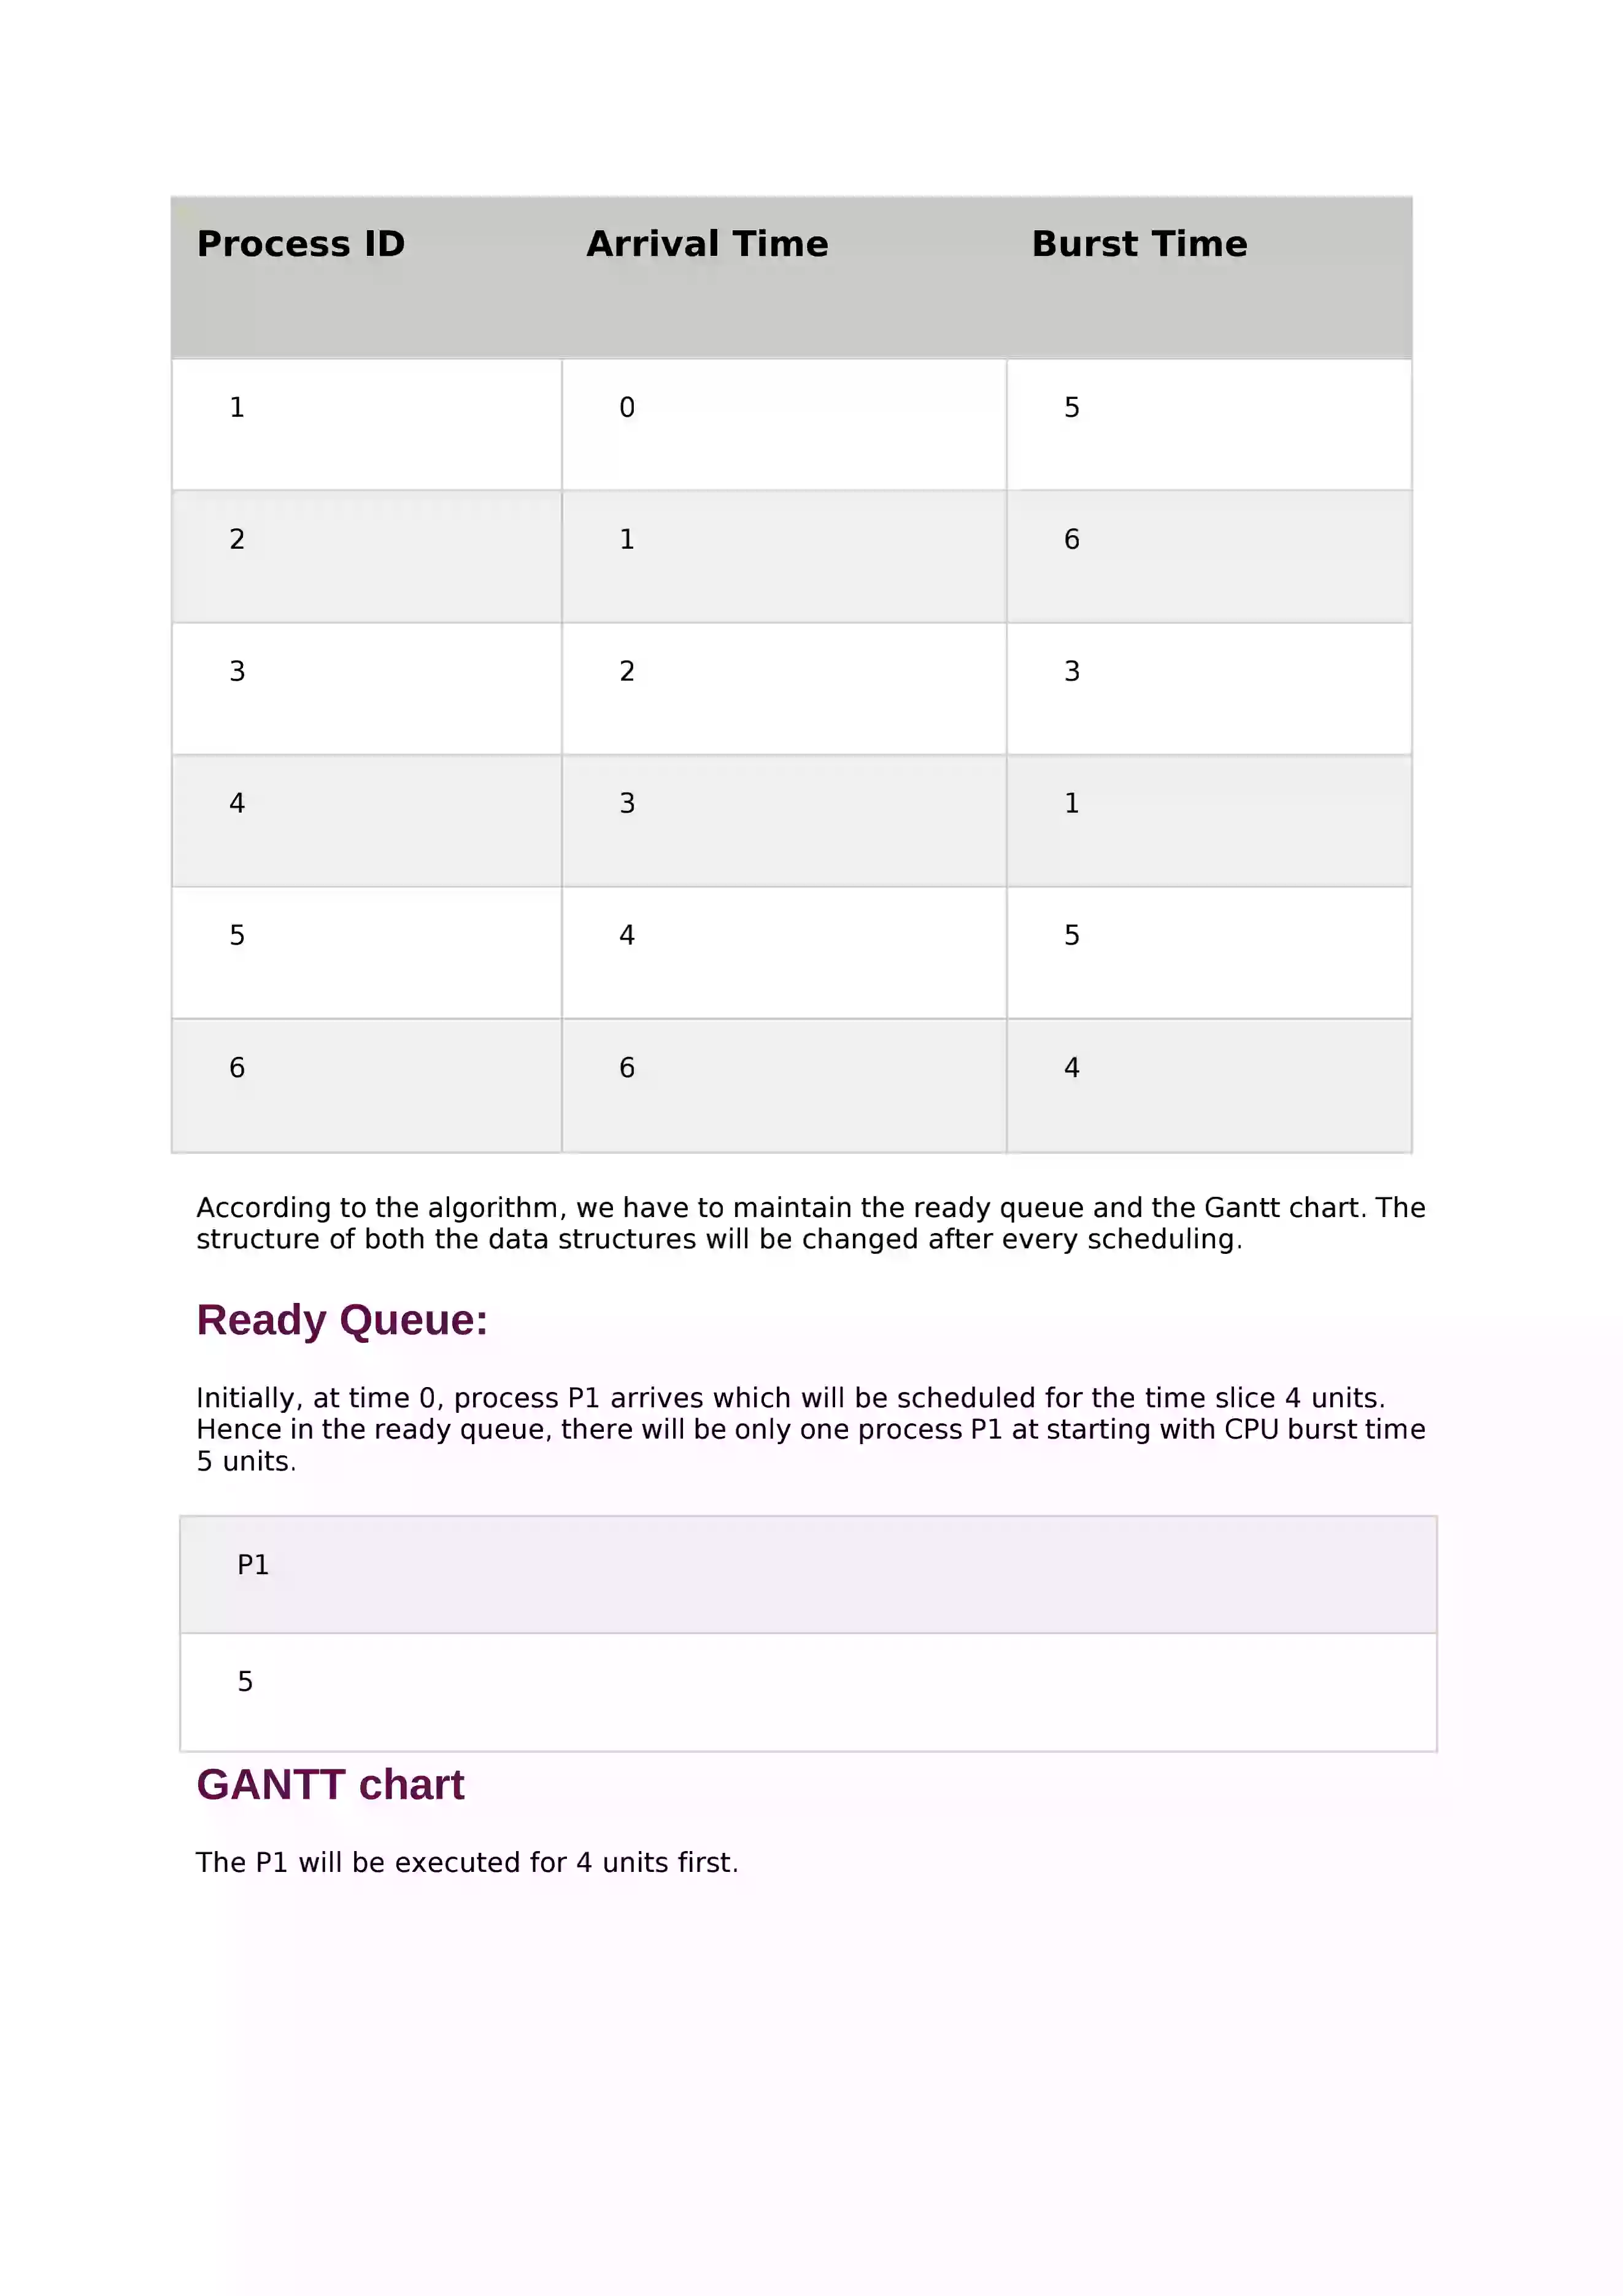 Process ID Arrival Time Burst Time
1 0 5
2 1 6
3 2 3
4 3 1
5 4 5
6 6 4
According to the algorithm, we have to maintain the ready queue and the Gantt chart. The
structure of both the data structures will be changed after every scheduling.
Ready Queue:
Initially, at time 0, process P1 arrives which will be scheduled for the time slice 4 units.
Hence in the ready queue, there will be only one process P1 at starting with CPU burst time
5 units.
P1
5
GANTT chart
The P1 will be executed for 4 units first.